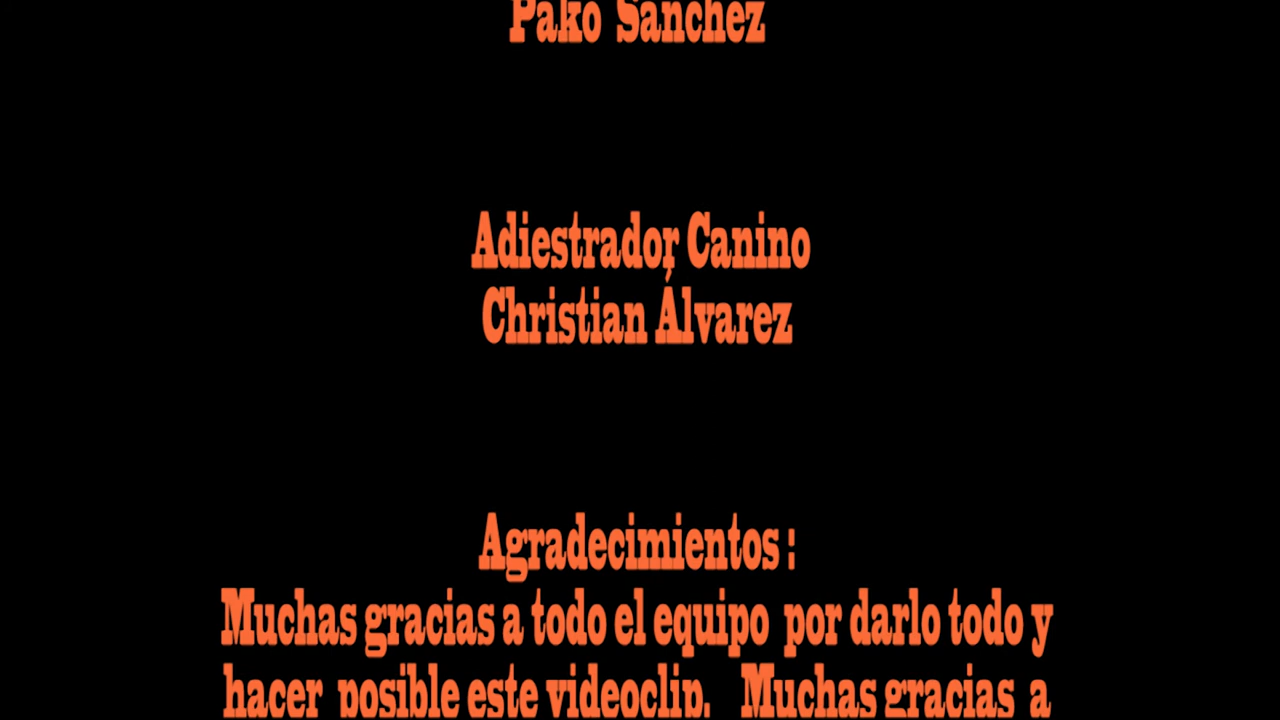 Pako Sánchez
Adiestrador Canino
Christian Álvarez
Agradecimientos :
Muchas gracias a todo el equipo por darlo todo y
hacer posible este videoclip. Muchas gracias a